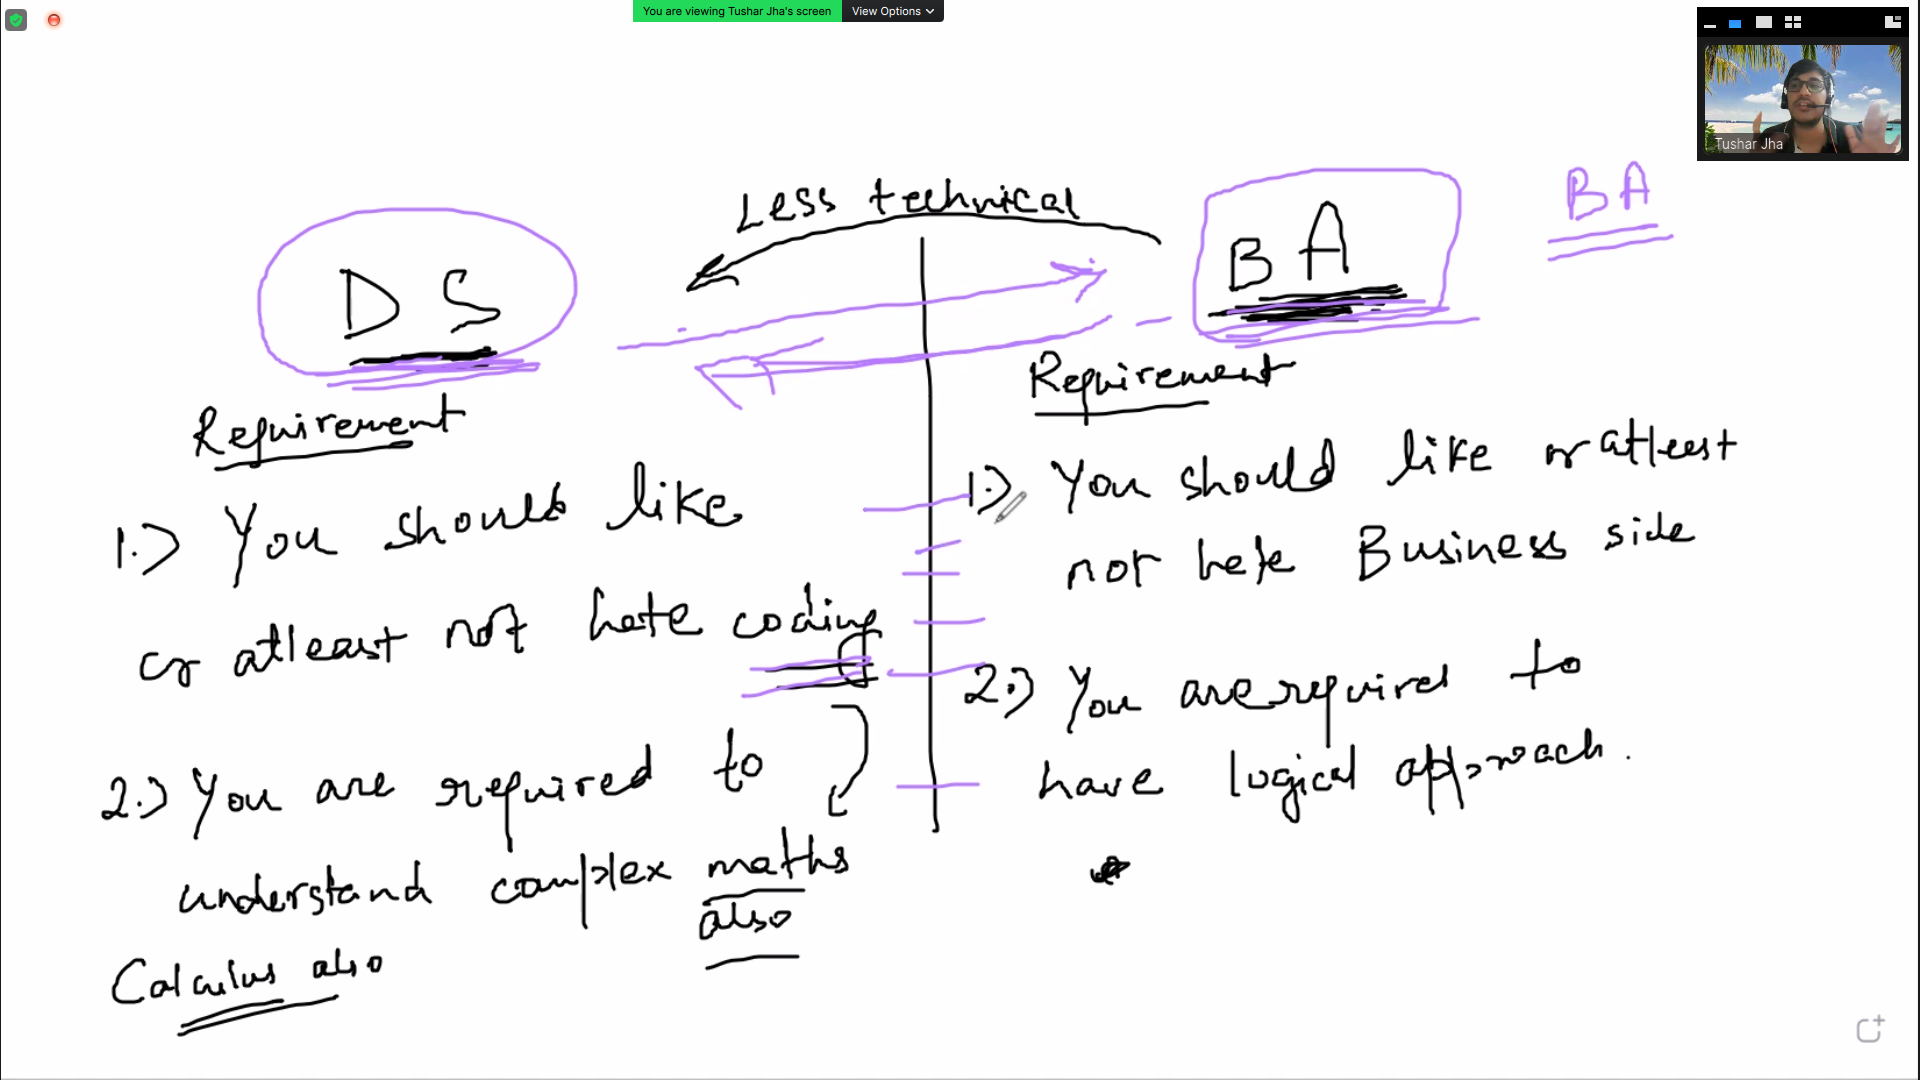 You are viewing Tushar Jha's screen
View Options
Tushar Jha
Less technical
BA
DS
BA
Requirement
1.) You should like
or atleast not hate coding
2.) You are required to
understand complex maths
also
Calculus also
Requirement
1.) You should like or atleest
not hete Business side
2.) You are required to
have logical approach.